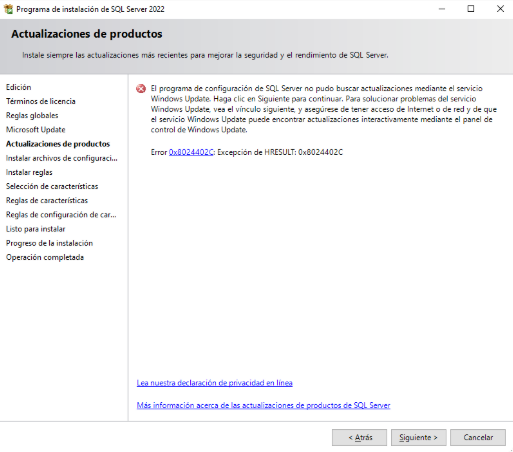 Programa de instalación de SQL Server 2022
Actualizaciones de productos
Instale siempre las actualizaciones más recientes para mejorar la seguridad y el rendimiento de SQL Server.
Edición
Términos de licencia
Reglas globales
Microsoft Update
Actualizaciones de productos
Instalar archivos de configuraci...
Instalar reglas
Selección de características
Reglas de características
Reglas de configuración de car...
Listo para instalar
Progreso de la instalación
Operación completada
El programa de configuración de SQL Server no pudo buscar actualizaciones mediante el servicio
Windows Update. Haga clic en Siguiente para continuar. Para solucionar problemas del servicio
Windows Update, vea el vínculo siguiente, y asegúrese de tener acceso de Internet o de red y de que
el servicio Windows Update puede encontrar actualizaciones interactivamente mediante el panel de
control de Windows Update.
Error 0x8024402C: Excepción de HRESULT: 0x8024402C
Lea nuestra declaración de privacidad en línea
Más información acerca de las actualizaciones de productos de SQL Server
< Atrás
Siguiente >
Cancelar